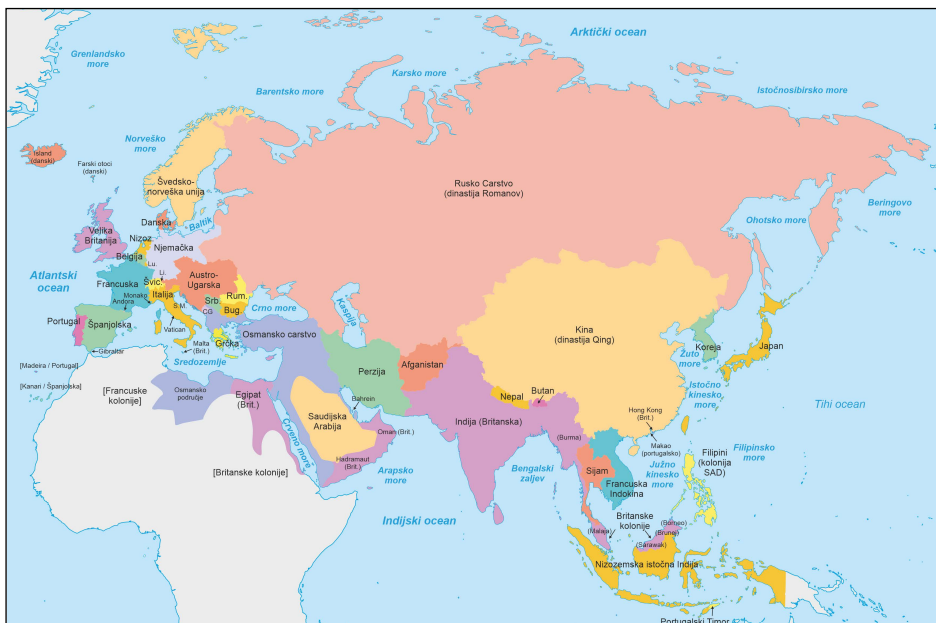 Arktički ocean
Grenlandsko
more
Karsko more
Barentsko more
Istočnosibirsko more
Norveško
more
Island
(danski)
Farski otoci
(danski)
Švedsko-
norveška unija
Rusko Carstvo
(dinastija Romanov)
Beringovo
more
Ohotsko more
Danska
Baltik
Velika
Britanija
Nizoz
Njemačka
Belgija
Lu.
Li.
Atlantski
ocean
Francuska
Švic.
Austro-
Ugarska
Monako
Andora
Italija
S.M.
Srb.
Rum.
CG
Bug.
Crno more
Kaspija
Portugal
Španjolska
Vatican
Grčka
Osmansko carstvo
Gibraltar
Malta
(Brit.)
Sredozemlje
[Madeira / Portugal]
[Kanari / Španjolska]
[Francuske
kolonije]
Osmansko
područje
Egipat
(Brit.)
Perzija
Afganistan
Kina
(dinastija Qing)
Koreja
Japan
Žuto
more
Istočno
kinesko
more
Tihi ocean
Bahrein
Saudijska
Arabija
Crveno more
Oman (Brit.)
Hadramaut
(Brit.)
Nepal
Butan
Indija (Britanska)
(Burma)
Hong Kong
(Brit.)
Makao
(portugalsko)
[Britanske kolonije]
Arapsko
more
Bengalski
zaljev
Sijam
Južno
kinesko
more
Filipini
(kolonija
SAD)
Filipinsko
more
Francuska
Indokina
Indijski ocean
Britanske
kolonije
(Malaja)
(Borneo)
(Brunej)
(Sarawak)
Nizozemska istočna Indija
Portugalski Timor